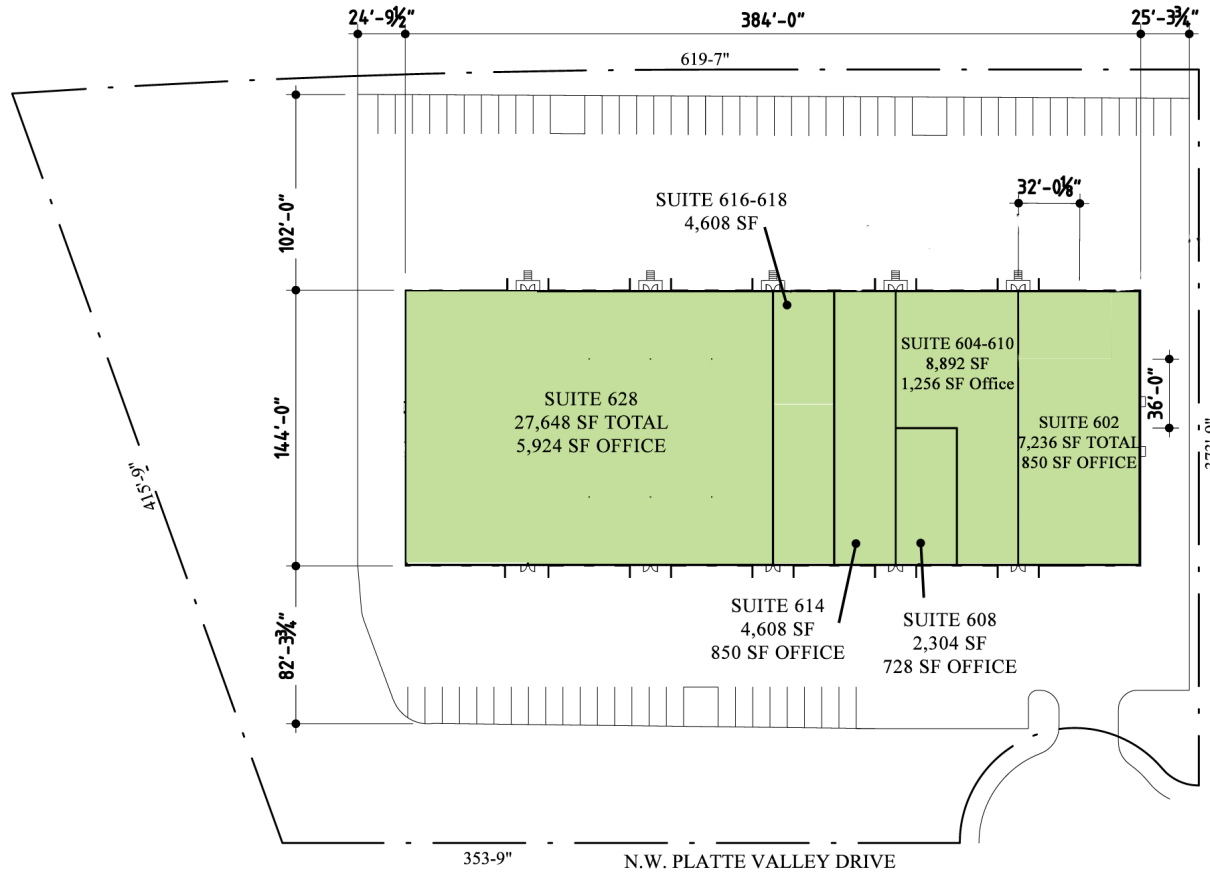 24'-9½"
384'-0"
25'-3¾"
619-7"
102'-0"
SUITE 616-618
4,608 SF
32'-0⅛"
144'-0"
SUITE 628
27,648 SF TOTAL
5,924 SF OFFICE
SUITE 604-610
8,892 SF
1,256 SF Office
36'-0"
SUITE 602
7,236 SF TOTAL
850 SF OFFICE
415'-9"
82'-3¾"
SUITE 614
4,608 SF
850 SF OFFICE
SUITE 608
2,304 SF
728 SF OFFICE
353-9"
N.W. PLATTE VALLEY DRIVE